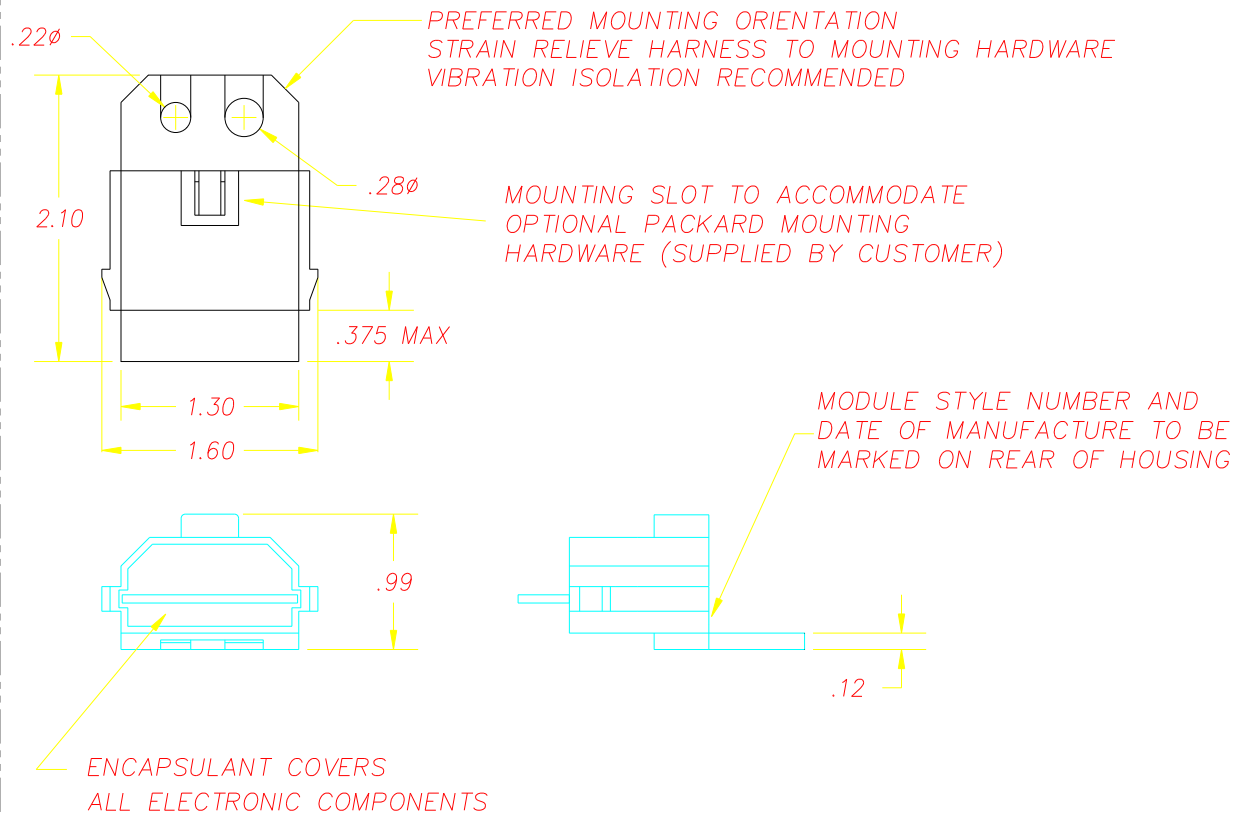 PREFERRED MOUNTING ORIENTATION
STRAIN RELIEVE HARNESS TO MOUNTING HARDWARE
VIBRATION ISOLATION RECOMMENDED
.22ø
.28ø
2.10
MOUNTING SLOT TO ACCOMMODATE
OPTIONAL PACKARD MOUNTING
HARDWARE (SUPPLIED BY CUSTOMER)
.375 MAX
1.30
1.60
MODULE STYLE NUMBER AND
DATE OF MANUFACTURE TO BE
MARKED ON REAR OF HOUSING
.99
.12
ENCAPSULANT COVERS
ALL ELECTRONIC COMPONENTS